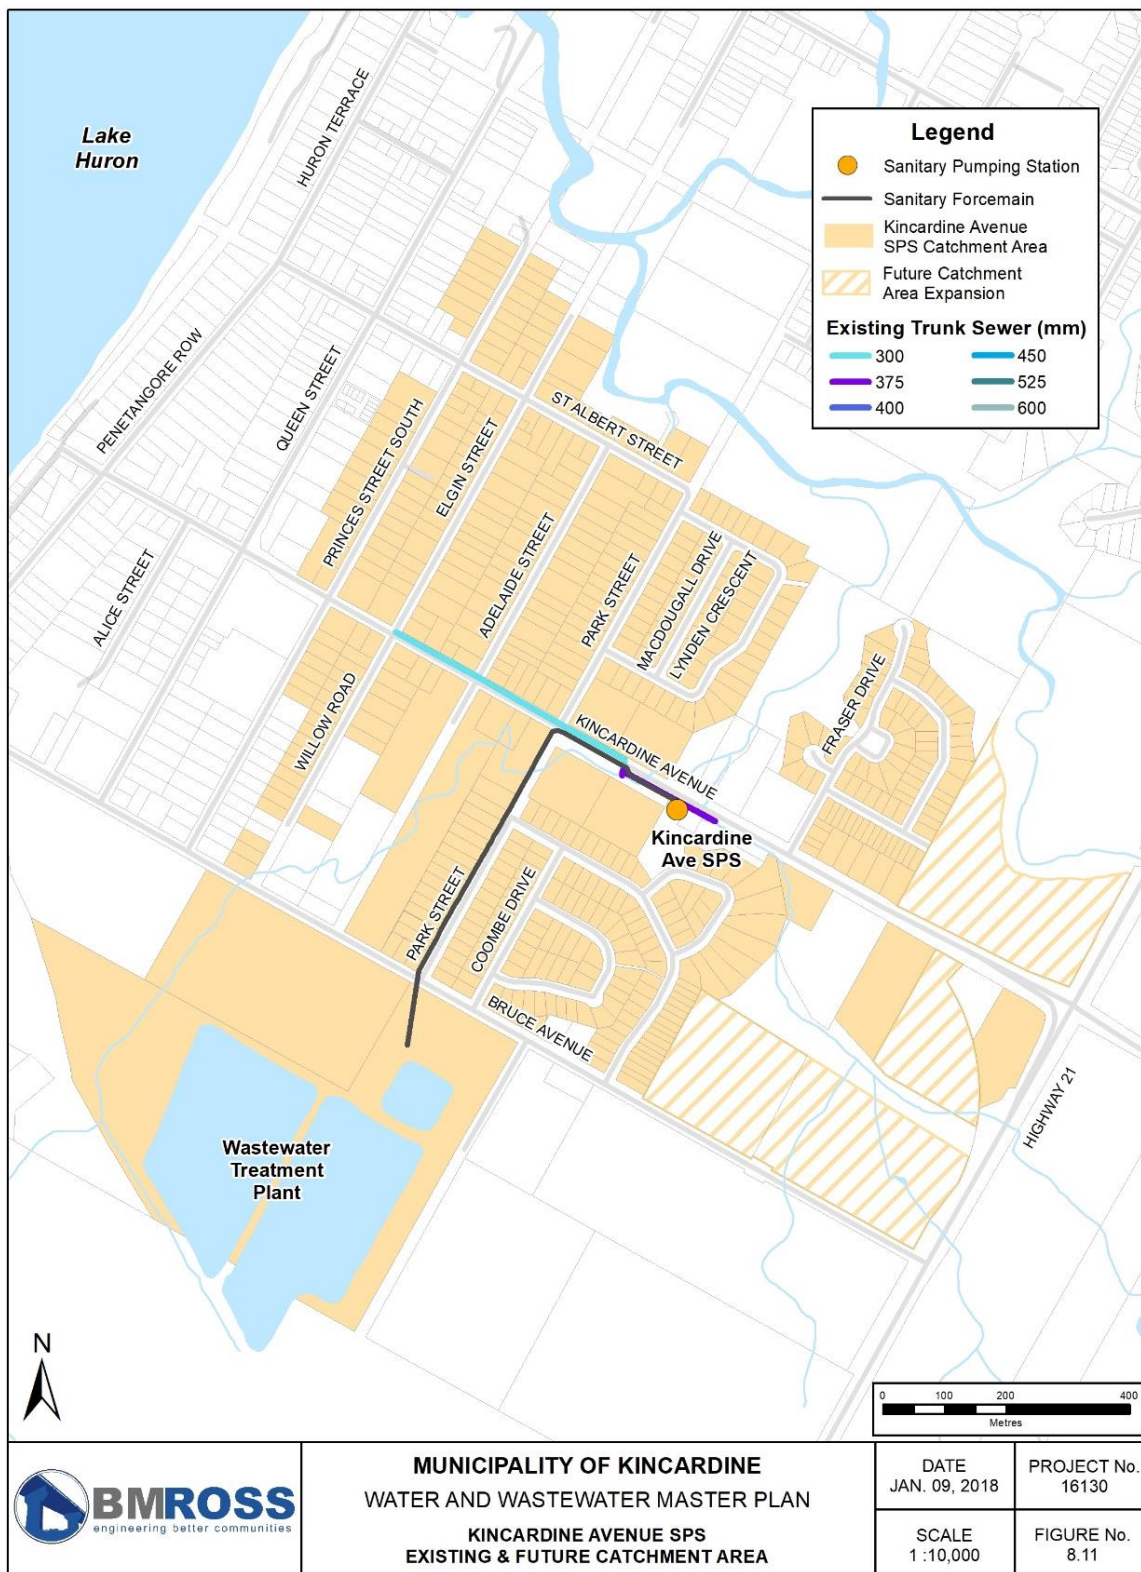 Lake
Huron
HURON TERRACE
PENETANGORE ROW
QUEEN STREET
ALICE STREET
PRINCES STREET SOUTH
ELGIN STREET
ADELAIDE STREET
ST ALBERT STREET
PARK STREET
MACDOUGALL DRIVE
LYNDEN CRESCENT
WILLOW ROAD
KINCARDINE AVENUE
FRASER DRIVE
Kincardine
Ave SPS
PARK STREET
COOMBE DRIVE
BRUCE AVENUE
HIGHWAY 21
Wastewater
Treatment
Plant
Legend
Sanitary Pumping Station
Sanitary Forcemain
Kincardine Avenue
SPS Catchment Area
Future Catchment
Area Expansion
Existing Trunk Sewer (mm)
300 450
375 525
400 600
N
0 100 200 400
Metres
BMROSS
engineering better communities
MUNICIPALITY OF KINCARDINE
WATER AND WASTEWATER MASTER PLAN
KINCARDINE AVENUE SPS
EXISTING & FUTURE CATCHMENT AREA
DATE
JAN. 09, 2018
PROJECT No.
16130
SCALE
1 :10,000
FIGURE No.
8.11